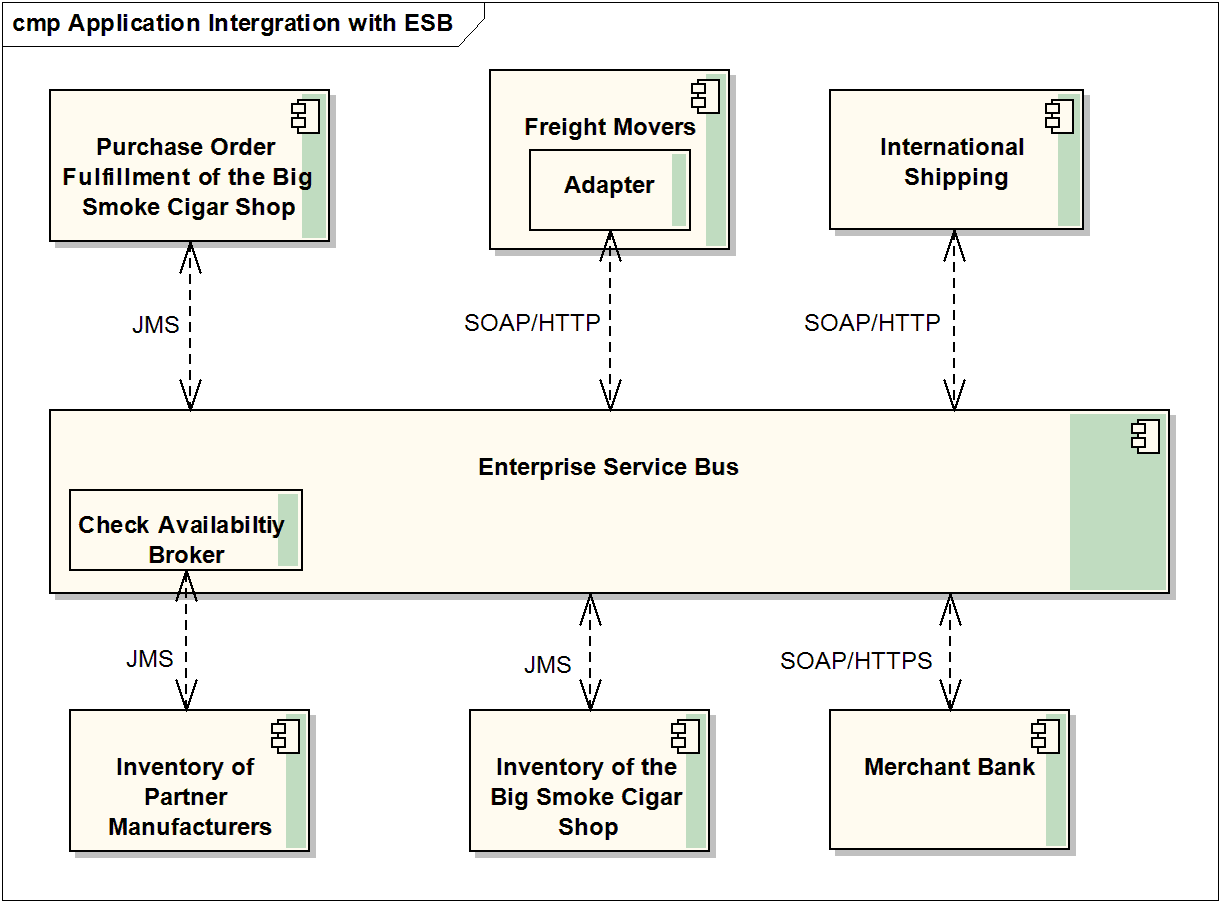 cmp Application Intergration with ESB
Purchase Order
Fulfillment of the Big
Smoke Cigar Shop
Freight Movers
Adapter
International
Shipping
JMS
SOAP/HTTP
SOAP/HTTP
Enterprise Service Bus
Check Availabiltiy
Broker
JMS
JMS
SOAP/HTTPS
Inventory of
Partner
Manufacturers
Inventory of the
Big Smoke Cigar
Shop
Merchant Bank